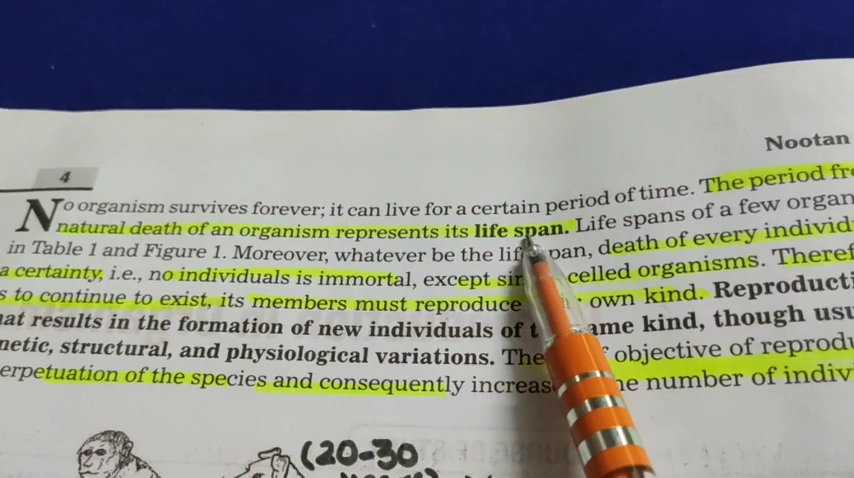 Nootan
4
No organism survives forever; it can live for a certain period of time. The period fr
natural death of an organism represents its life span. Life spans of a few organ
in Table 1 and Figure 1. Moreover, whatever be the life span, death of every individ
a certainty, i.e., no individuals is immortal, except sin celled organisms. Theref
s to continue to exist, its members must reproduce own kind. Reproducti
hat results in the formation of new individuals of t ame kind, though usu
netic, structural, and physiological variations. The f objective of reprodu
erpetuation of the species and consequently increas he number of indivi
(20-30